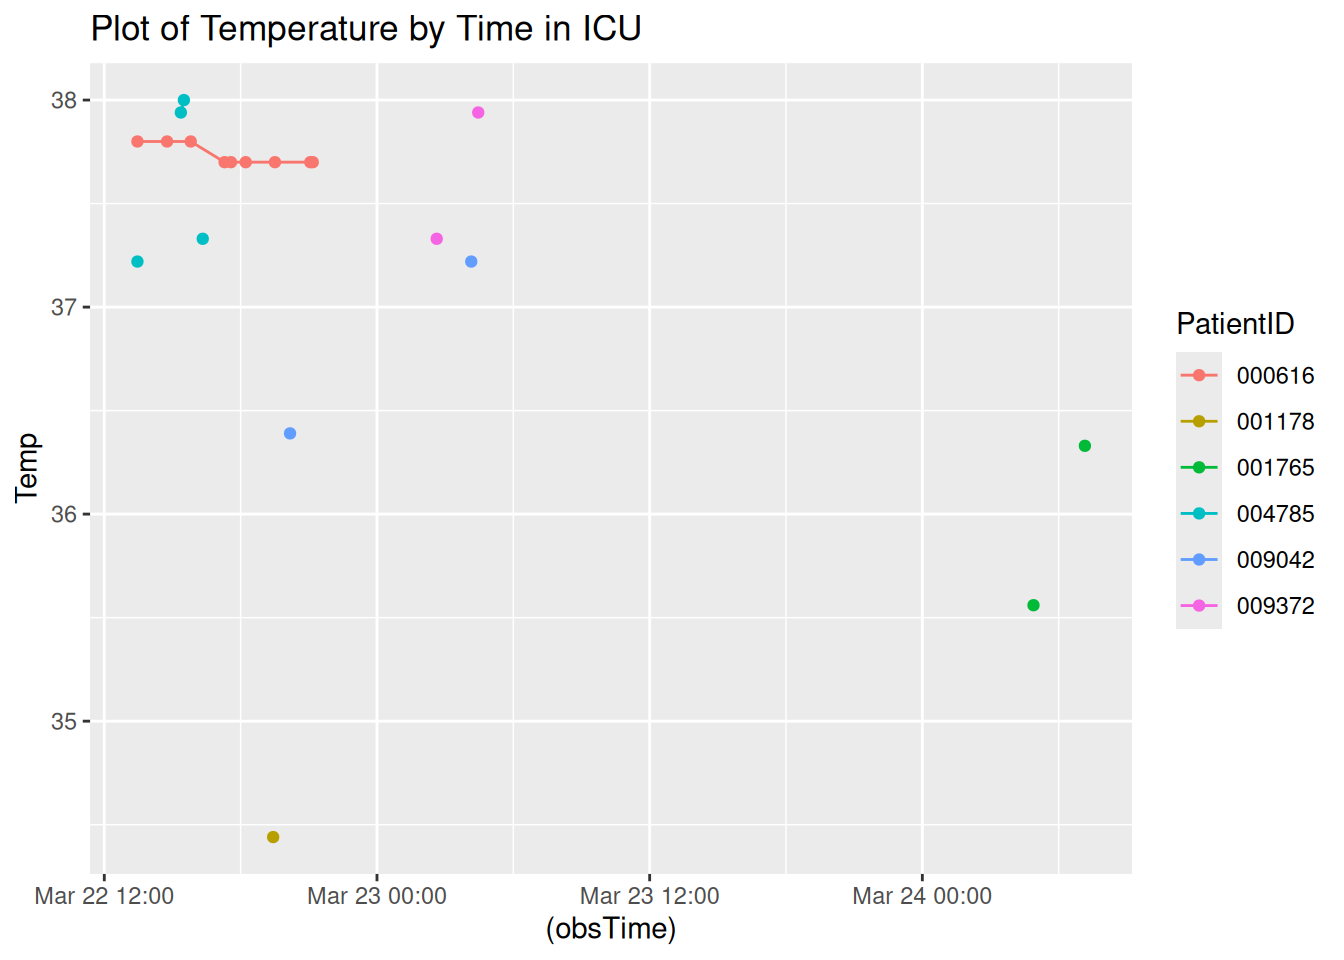 Plot of Temperature by Time in ICU
38
37
36
35
Temp
Mar 22 12:00
Mar 23 00:00
Mar 23 12:00
Mar 24 00:00
(obsTime)
PatientID
000616
001178
001765
004785
009042
009372